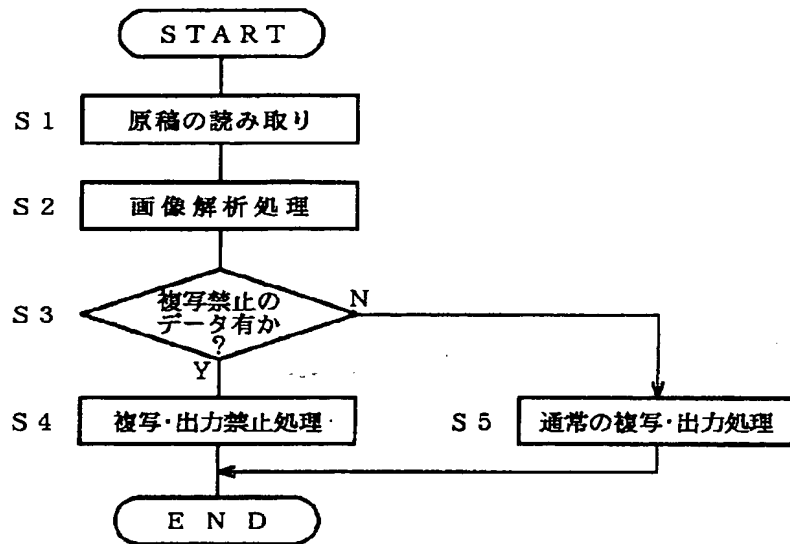 START
S1
原稿の読み取り
S2
画像解析処理
S3
複写禁止の
データ有か
?
N
Y
S4
複写・出力禁止処理
S5
通常の複写・出力処理
END